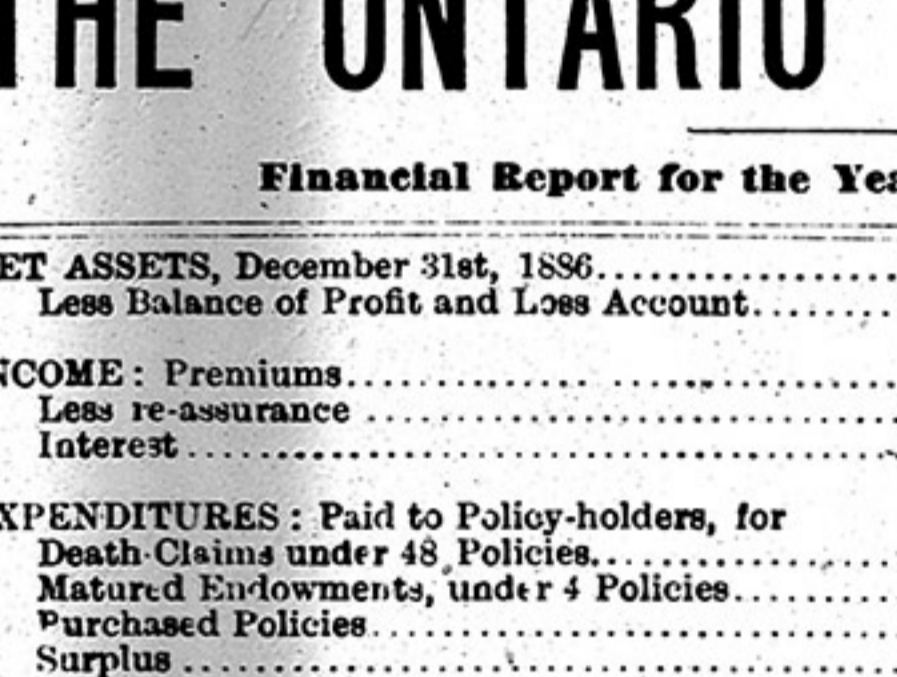 THE ONTARIO
Financial Report for the Yea
ET ASSETS, December 31st, 1886..................
Less Balance of Profit and Loss Account........
NCOME: Premiums..................................
Less re-assurance ................................
Interest..........................................
XPENDITURES: Paid to Policy-holders, for
Death Claims under 48 Policies..................
Matured Endowments, under 4 Policies..........
Purchased Policies................................
Surplus ..........................................